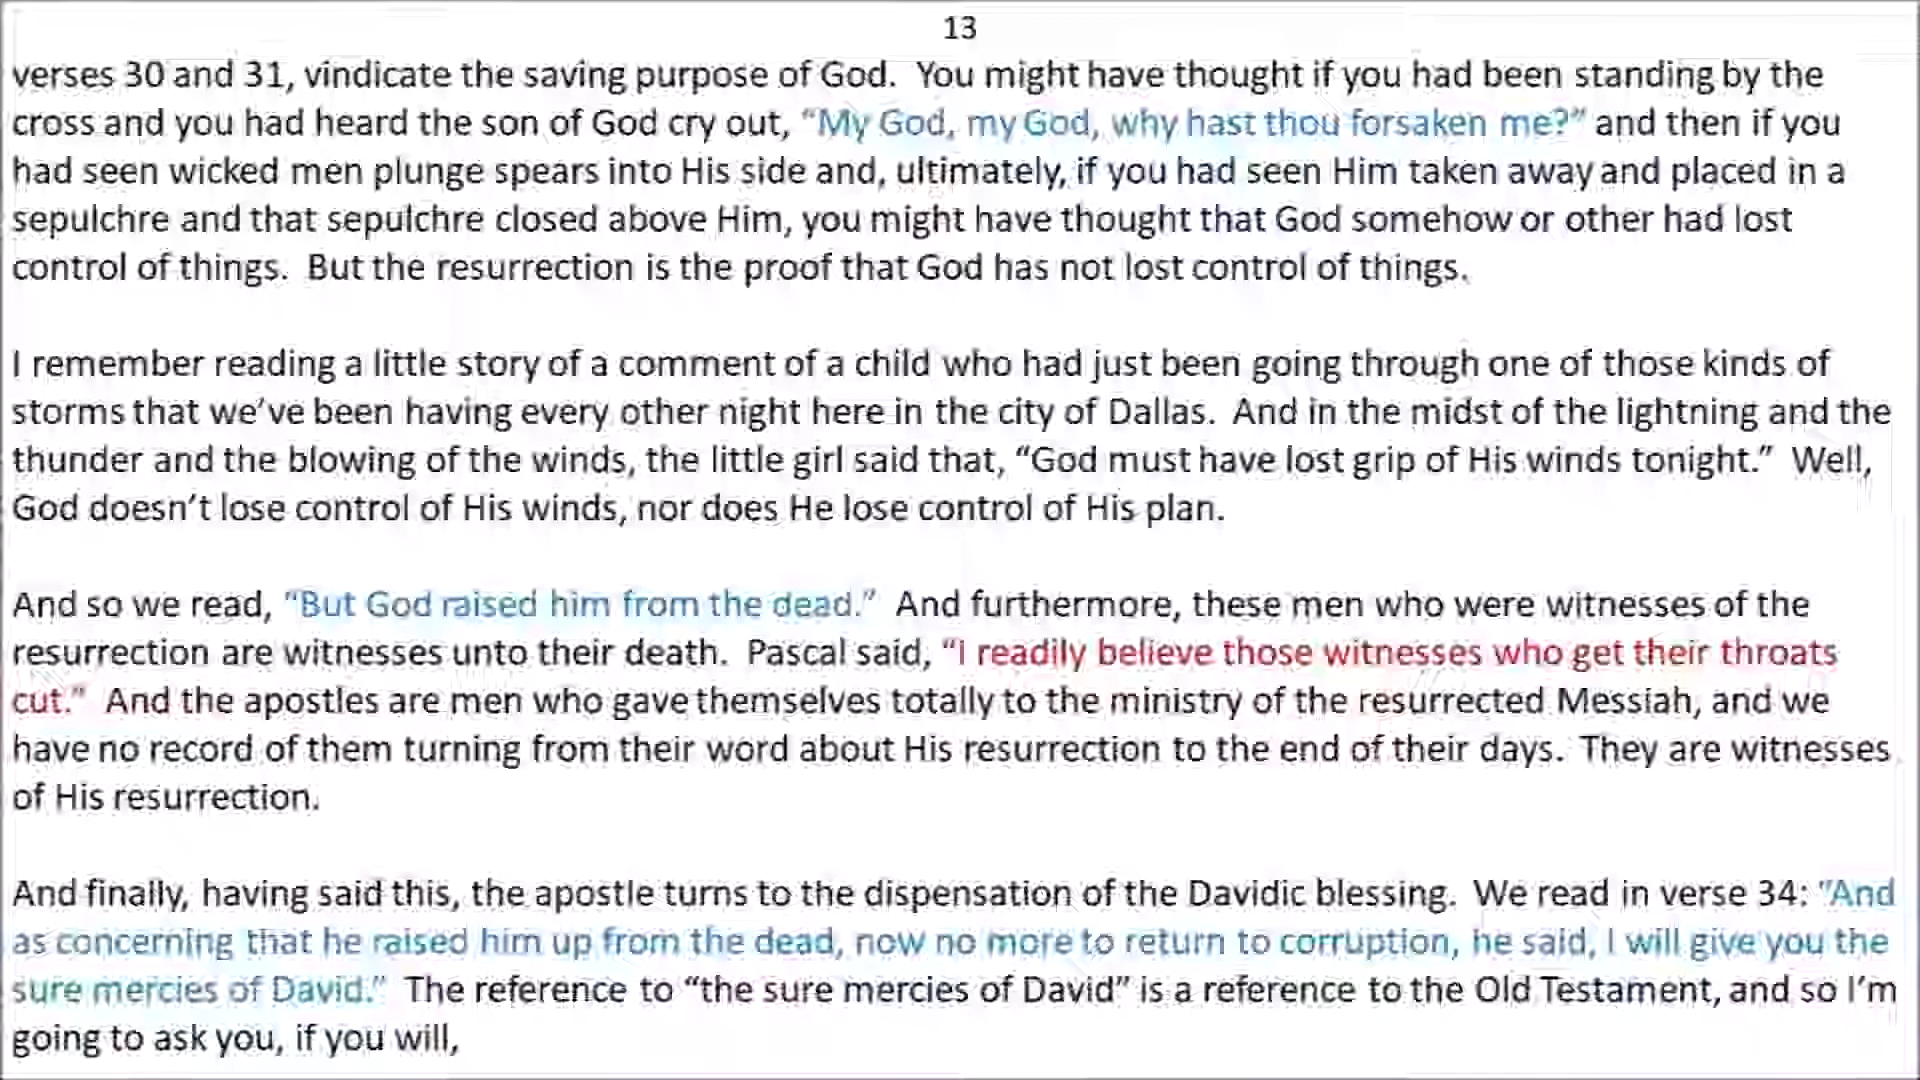 13
verses 30 and 31, vindicate the saving purpose of God.  You might have thought if you had been standing by the
cross and you had heard the son of God cry out, “My God, my God, why hast thou forsaken me?” and then if you
had seen wicked men plunge spears into His side and, ultimately, if you had seen Him taken away and placed in a
sepulchre and that sepulchre closed above Him, you might have thought that God somehow or other had lost
control of things.  But the resurrection is the proof that God has not lost control of things.
I remember reading a little story of a comment of a child who had just been going through one of those kinds of
storms that we’ve been having every other night here in the city of Dallas.  And in the midst of the lightning and the
thunder and the blowing of the winds, the little girl said that, “God must have lost grip of His winds tonight.”  Well,
God doesn’t lose control of His winds, nor does He lose control of His plan.
And so we read, “But God raised him from the dead.”  And furthermore, these men who were witnesses of the
resurrection are witnesses unto their death.  Pascal said, “I readily believe those witnesses who get their throats
cut.”  And the apostles are men who gave themselves totally to the ministry of the resurrected Messiah, and we
have no record of them turning from their word about His resurrection to the end of their days.  They are witnesses
of His resurrection.
And finally, having said this, the apostle turns to the dispensation of the Davidic blessing.  We read in verse 34: “And
as concerning that he raised him up from the dead, now no more to return to corruption, he said, I will give you the
sure mercies of David.”  The reference to “the sure mercies of David” is a reference to the Old Testament, and so I’m
going to ask you, if you will,